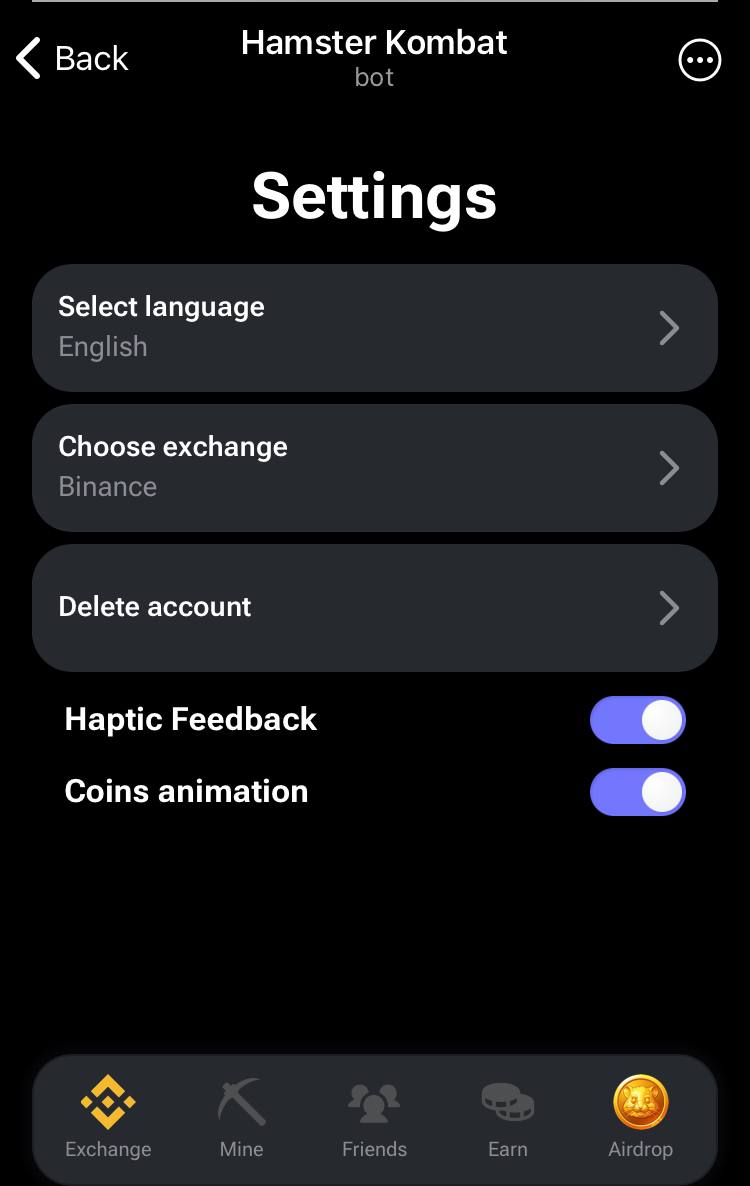 Back
Hamster Kombat
bot
Settings
Select language
English
Choose exchange
Binance
Delete account
Haptic Feedback
Coins animation
Exchange
Mine
Friends
Earn
Airdrop